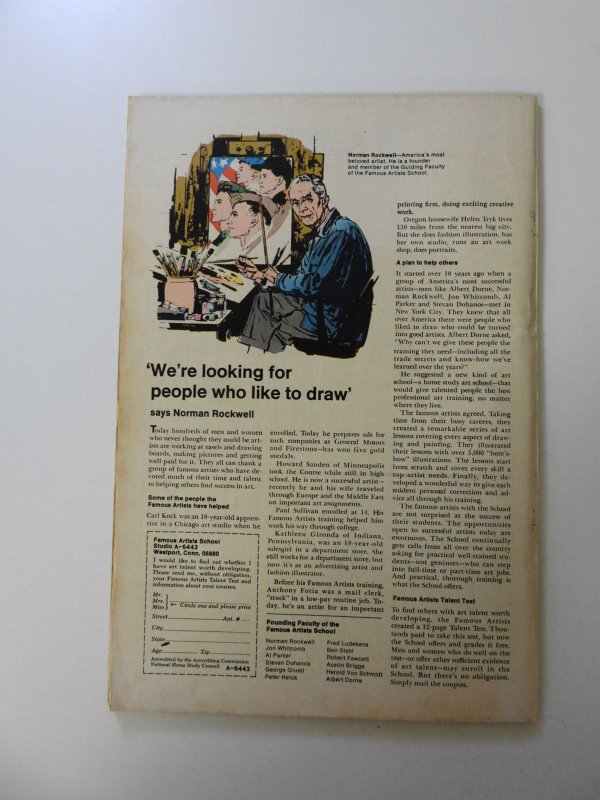 Norman Rockwell—America's most
beloved artist. He is a founder
and member of the Guiding Faculty
of the Famous Artists School.
'We're looking for
people who like to draw'
says Norman Rockwell
Today hundreds of men and women
who never thought they could be art-
ists are working at easels and drawing
boards, making pictures and getting
well paid for it. They all can thank a
group of famous artists who have de-
voted much of their time and talent
to helping others find success in art.
Some of the people the
Famous Artists have helped
Carl Kock was an 18-year-old appren-
tice in a Chicago art studio when he
Famous Artists School
Studio A-6443
Westport, Conn. 06880
I would like to find out whether I
have art talent worth developing.
Please send me, without obligation,
your Famous Artists Talent Test and
information about your courses.
Mr.
Mrs.
Miss
← Circle one and please print
Street
Apt. #
City
State
Age
Zip
Accredited by the Accrediting Commission
National Home Study Council
A-6443
enrolled. Today he prepares ads for
such companies as General Motors
and Firestone—has won five gold
medals.
Howard Sanden of Minneapolis
took the Course while still in high
school. He is now a successful artist—
recently he and his wife traveled
through Europe and the Middle East
on important art assignments.
Paul Sullivan enrolled at 14. His
Famous Artists training helped him
work his way through college.
Kathleen Gironda of Indiana,
Pennsylvania, was an 18-year-old
salesgirl in a department store. She
still works for a department store, but
now it's as an advertising artist and
fashion illustrator.
Before his Famous Artists training,
Anthony Fotia was a mail clerk,
"stuck" in a low-pay routine job. To-
day, he's an artist for an important
Founding Faculty of the
Famous Artists School
Norman Rockwell
Jon Whitcomb
Al Parker
Stevan Dohanos
George Giusti
Peter Helck
Fred Ludekens
Ben Stahl
Robert Fawcett
Austin Briggs
Harold Von Schmidt
Albert Dorne
printing firm, doing exciting creative
work.
Oregon housewife Helen Tryk lives
150 miles from the nearest big city.
But she does fashion illustration, has
her own studio, runs an art work
shop, does portraits.
A plan to help others
It started over 18 years ago when a
group of America's most successful
artists—men like Albert Dorne, Nor-
man Rockwell, Jon Whitcomb, Al
Parker and Stevan Dohanos—met in
New York City. They knew that all
over America there were people who
liked to draw who could be turned
into good artists. Albert Dorne asked,
"Why can't we give these people the
training they need—including all the
trade secrets and know-how we've
learned over the years?"
He suggested a new kind of art
school—a home study art school—that
would give talented people the best
professional art training, no matter
where they live.
The famous artists agreed. Taking
time from their busy careers, they
created a remarkable series of art
lessons covering every aspect of draw-
ing and painting. They illustrated
their lessons with over 5,000 "here's-
how" illustrations. The lessons start
from scratch and cover every skill a
top artist needs. Finally, they de-
veloped a wonderful way to give each
student personal correction and ad-
vice all through his training.
The famous artists with the School
are not surprised at the success of
their students. The opportunities
open to successful artists today are
enormous. The School continually
gets calls from all over the country
asking for practical well-trained stu-
dents—not geniuses—who can step
into full-time or part-time art jobs.
And practical, thorough training is
what the School offers.
Famous Artists Talent Test
To find others with art talent worth
developing, the Famous Artists
created a 12-page Talent Test. Thou-
sands paid to take this test, but now
the School offers and grades it free.
Men and women who do well on the
test—or offer other sufficient evidence
of art talent—may enroll in the
School. But there's no obligation.
Simply mail the coupon.